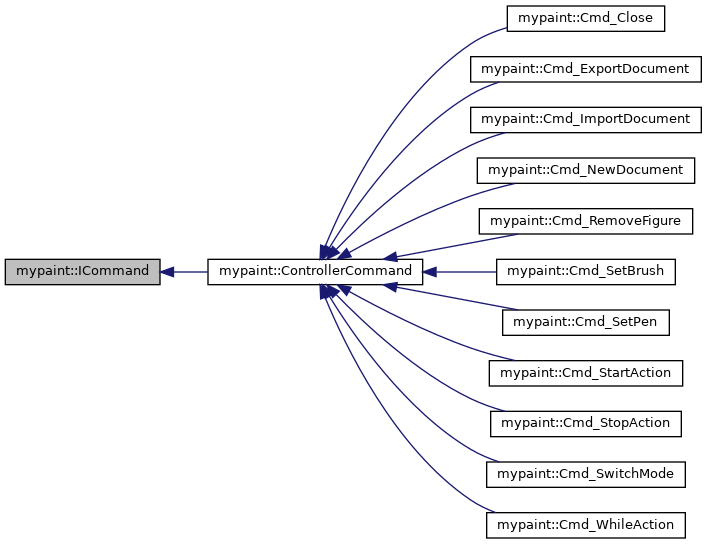 mypaint::Cmd_Close
mypaint::Cmd_ExportDocument
mypaint::Cmd_ImportDocument
mypaint::Cmd_NewDocument
mypaint::Cmd_RemoveFigure
mypaint::ICommand
mypaint::ControllerCommand
mypaint::Cmd_SetBrush
mypaint::Cmd_SetPen
mypaint::Cmd_StartAction
mypaint::Cmd_StopAction
mypaint::Cmd_SwitchMode
mypaint::Cmd_WhileAction